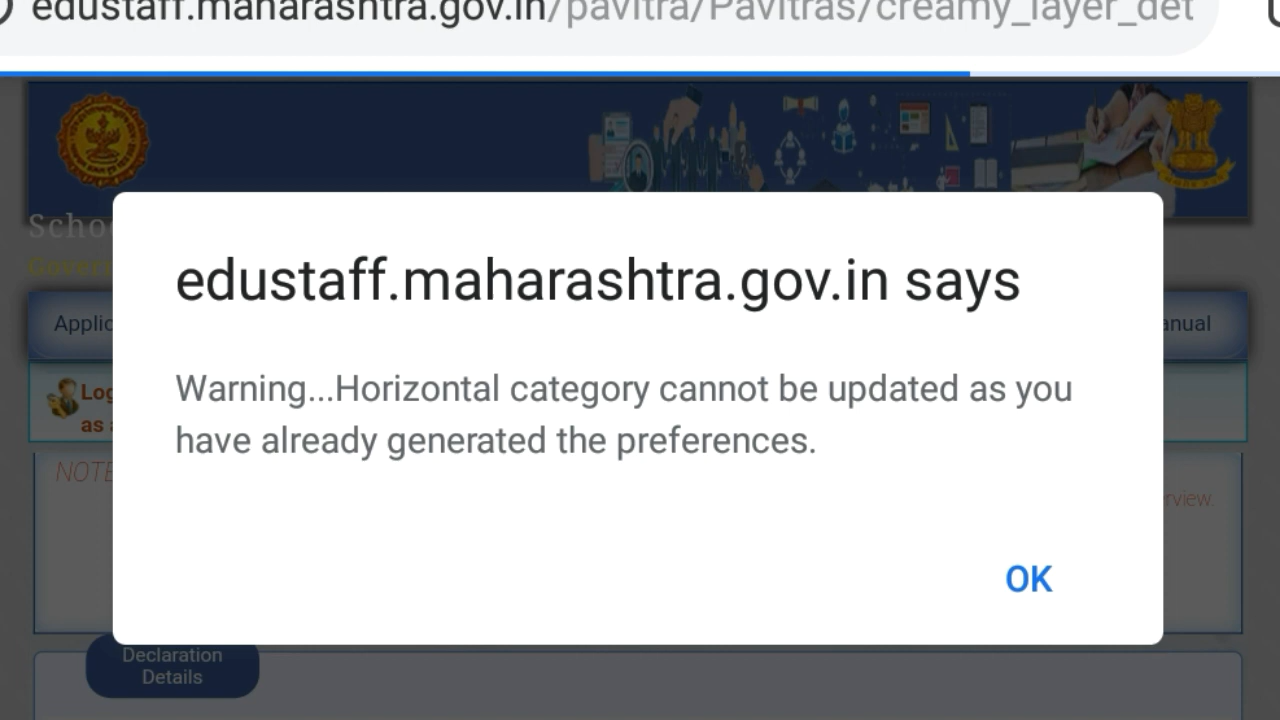 edustaff.maharashtra.gov.in/pavitra/Pavitras/creamy_layer_det
edustaff.maharashtra.gov.in says
Warning...Horizontal category cannot be updated as you
have already generated the preferences.
OK
NOTE
Declaration
Details